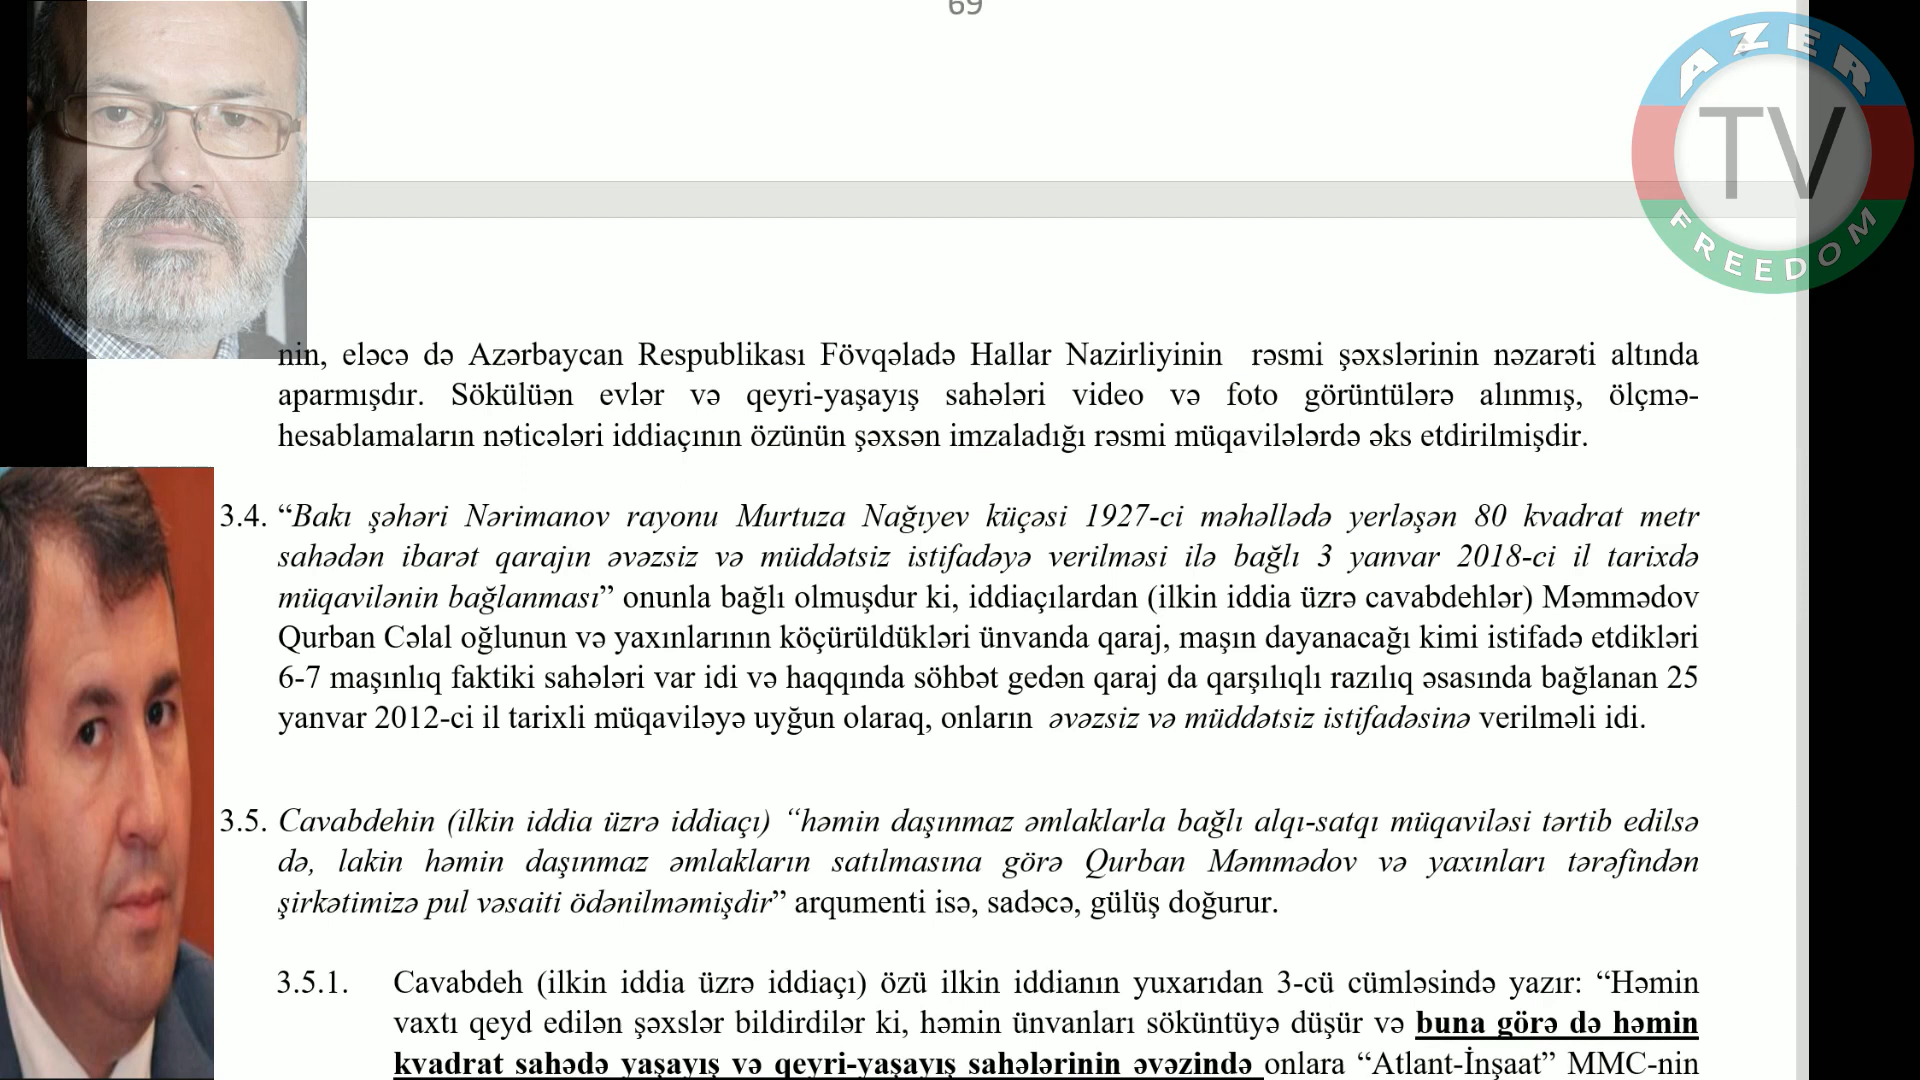 69
AZER
TV
FREEDOM
nin, eləcə də Azərbaycan Respublikası Fövqəladə Hallar Nazirliyinin rəsmi şəxslərinin nəzarəti altında
aparmışdır. Sökülüən evlər və qeyri-yaşayış sahələri video və foto görüntülərə alınmış, ölçmə-
hesablamaların nəticələri iddiaçının özünün şəxsən imzaladığı rəsmi müqavilələrdə əks etdirilmişdir.
3.4. “Bakı şəhəri Nərimanov rayonu Murtuza Nağıyev küçəsi 1927-ci məhəllədə yerləşən 80 kvadrat metr
sahədən ibarət qarajın əvəzsiz və müddətsiz istifadəyə verilməsi ilə bağlı 3 yanvar 2018-ci il tarixdə
müqavilənin bağlanması” onunla bağlı olmuşdur ki, iddiaçılardan (ilkin iddia üzrə cavabdehlər) Məmmədov
Qurban Cəlal oğlunun və yaxınlarının köçürüldükləri ünvanda qaraj, maşın dayanacağı kimi istifadə etdikləri
6-7 maşınlıq faktiki sahələri var idi və haqqında söhbət gedən qaraj da qarşılıqlı razılıq əsasında bağlanan 25
yanvar 2012-ci il tarixli müqaviləyə uyğun olaraq, onların əvəzsiz və müddətsiz istifadəsinə verilməli idi.
3.5. Cavabdehin (ilkin iddia üzrə iddiaçı) “həmin daşınmaz əmlaklarla bağlı alqı-satqı müqaviləsi tərtib edilsə
də, lakin həmin daşınmaz əmlakların satılmasına görə Qurban Məmmədov və yaxınları tərəfindən
şirkətimizə pul vəsaiti ödənilməmişdir” arqumenti isə, sadəcə, gülüş doğurur.
3.5.1. Cavabdeh (ilkin iddia üzrə iddiaçı) özü ilkin iddianın yuxarıdan 3-cü cümləsində yazır: “Həmin
vaxtı qeyd edilən şəxslər bildirdilər ki, həmin ünvanları söküntüyə düşür və buna görə də həmin
kvadrat sahədə yaşayış və qeyri-yaşayış sahələrinin əvəzində onlara “Atlant-İnşaat” MMC-nin